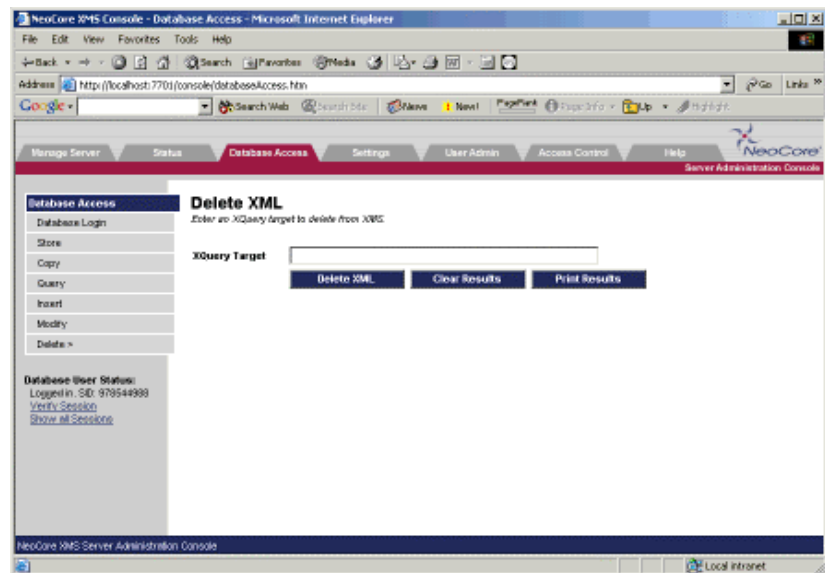 NeoCore XMS Console - Database Access - Microsoft Internet Explorer
File Edit View Favorites Tools Help
Back Search Favorites Media
Address http://localhost:7701/console/databaseAccess.htm Go Links »
Google Search Web Search Site News New! PageRank Page Info Up Highlight
Manage Server Status Database Access Settings User Admin Access Control Help NeoCore
Server Administration Console
Database Access
Database Login
Store
Copy
Query
Insert
Modify
Delete >
Delete XML
Enter an XQuery target to delete from XMS.
XQuery Target
Delete XML Clear Results Print Results
Database User Status:
Logged in. SID: 978544988
Verify Session
Show all Sessions
NeoCore XMS Server Administration Console
Local intranet